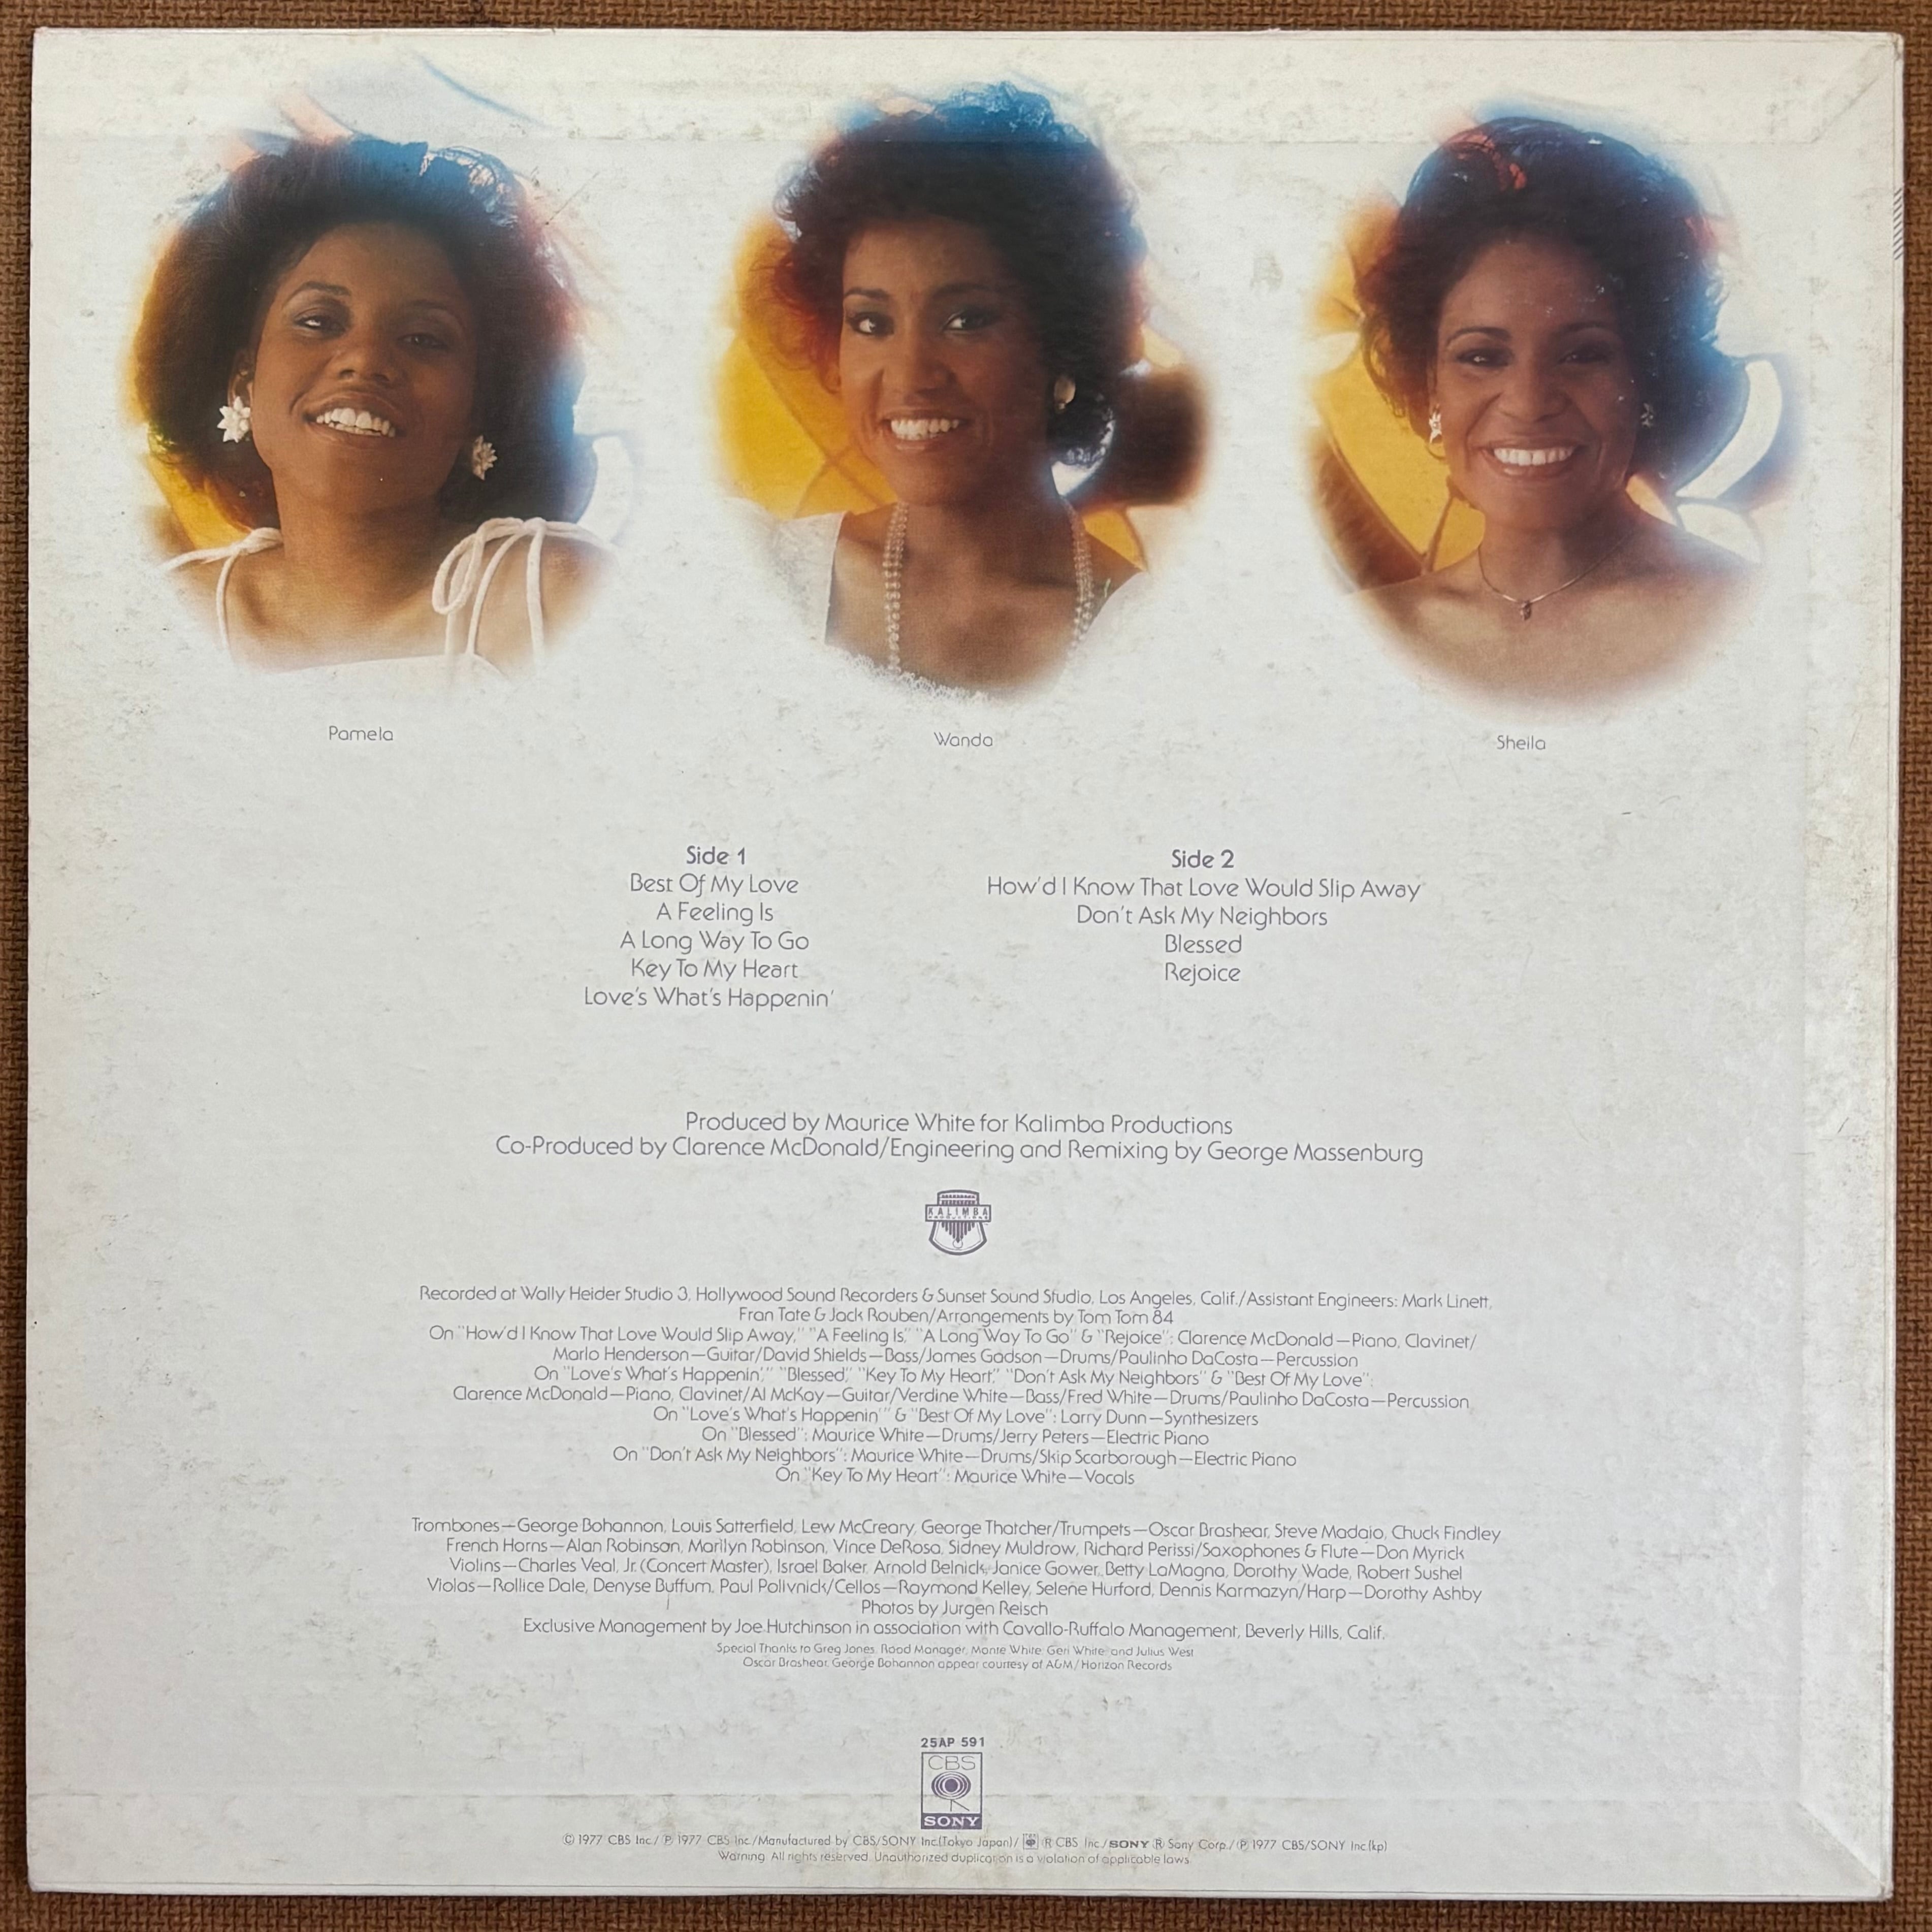 Pamela
Wanda
Sheila
Side 1
Best Of My Love
A Feeling Is
A Long Way To Go
Key To My Heart
Love's What's Happenin'
Side 2
How'd I Know That Love Would Slip Away
Don't Ask My Neighbors
Blessed
Rejoice
Produced by Maurice White for Kalimba Productions
Co-Produced by Clarence McDonald/Engineering and Remixing by George Massenburg
KALIMBA
PRODUCTIONS
Recorded at Wally Heider Studio 3, Hollywood Sound Recorders & Sunset Sound Studio, Los Angeles, Calif./Assistant Engineers: Mark Linett,
Fran Tate & Jack Rouben/Arrangements by Tom Tom 84
On "How'd I Know That Love Would Slip Away," "A Feeling Is," "A Long Way To Go" & "Rejoice": Clarence McDonald—Piano, Clavinet/
Marlo Henderson—Guitar/David Shields—Bass/James Gadson—Drums/Paulinho DaCosta—Percussion
On "Love's What's Happenin'," "Blessed," "Key To My Heart," "Don't Ask My Neighbors" & "Best Of My Love":
Clarence McDonald—Piano, Clavinet/Al McKay—Guitar/Verdine White—Bass/Fred White—Drums/Paulinho DaCosta—Percussion
On "Love's What's Happenin'" & "Best Of My Love": Larry Dunn—Synthesizers
On "Blessed": Maurice White—Drums/Jerry Peters—Electric Piano
On "Don't Ask My Neighbors": Maurice White—Drums/Skip Scarborough—Electric Piano
On "Key To My Heart": Maurice White—Vocals
Trombones—George Bohannon, Louis Satterfield, Lew McCreary, George Thatcher/Trumpets—Oscar Brashear, Steve Madaio, Chuck Findley
French Horns—Alan Robinson, Marilyn Robinson, Vince DeRosa, Sidney Muldrow, Richard Perissi/Saxophones & Flute—Don Myrick
Violins—Charles Veal, Jr. (Concert Master), Israel Baker, Arnold Belnick, Janice Gower, Betty LaMagna, Dorothy Wade, Robert Sushel
Violas—Rollice Dale, Denyse Buffum, Paul Polivnick/Cellos—Raymond Kelley, Selene Hurford, Dennis Karmazyn/Harp—Dorothy Ashby
Photos by Jurgen Reisch
Exclusive Management by Joe Hutchinson in association with Cavallo-Ruffalo Management, Beverly Hills, Calif.
Special Thanks to Greg Jones, Road Manager, Monte White, Geri White, and Julius West
Oscar Brashear, George Bohannon appear courtesy of A&M/Horizon Records
25AP 591
CBS
SONY
© 1977 CBS Inc./℗ 1977 CBS Inc./Manufactured by CBS/SONY Inc.(Tokyo Japan)/ ® CBS Inc./SONY ® Sony Corp./℗ 1977 CBS/SONY Inc.(kp)
Warning. All rights reserved. Unauthorized duplication is a violation of applicable laws.